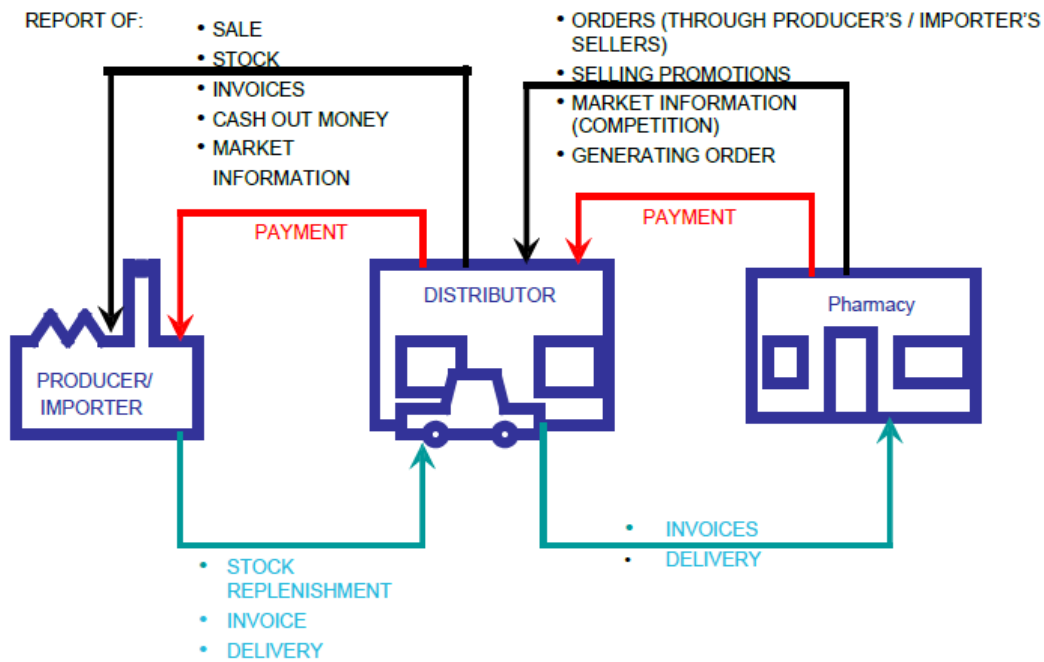 REPORT OF:
• SALE
• STOCK
• INVOICES
• CASH OUT MONEY
• MARKET
INFORMATION
• ORDERS (THROUGH PRODUCER'S / IMPORTER'S
SELLERS)
• SELLING PROMOTIONS
• MARKET INFORMATION
(COMPETITION)
• GENERATING ORDER
PAYMENT
PAYMENT
DISTRIBUTOR
Pharmacy
PRODUCER/
IMPORTER
• STOCK
REPLENISHMENT
• INVOICE
• DELIVERY
• INVOICES
• DELIVERY